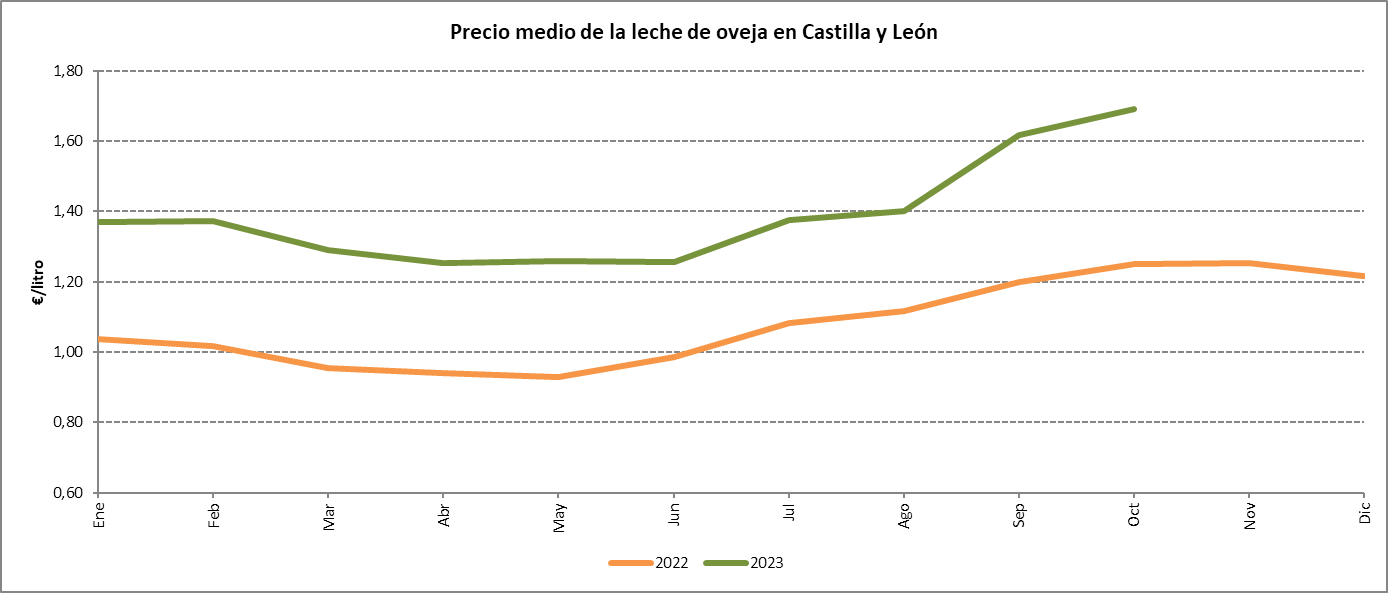 Precio medio de la leche de oveja en Castilla y León
1,80
1,60
1,40
1,20
1,00
0,80
0,60
€/litro
Ene
Feb
Mar
Abr
May
Jun
Jul
Ago
Sep
Oct
Nov
Dic
2022
2023